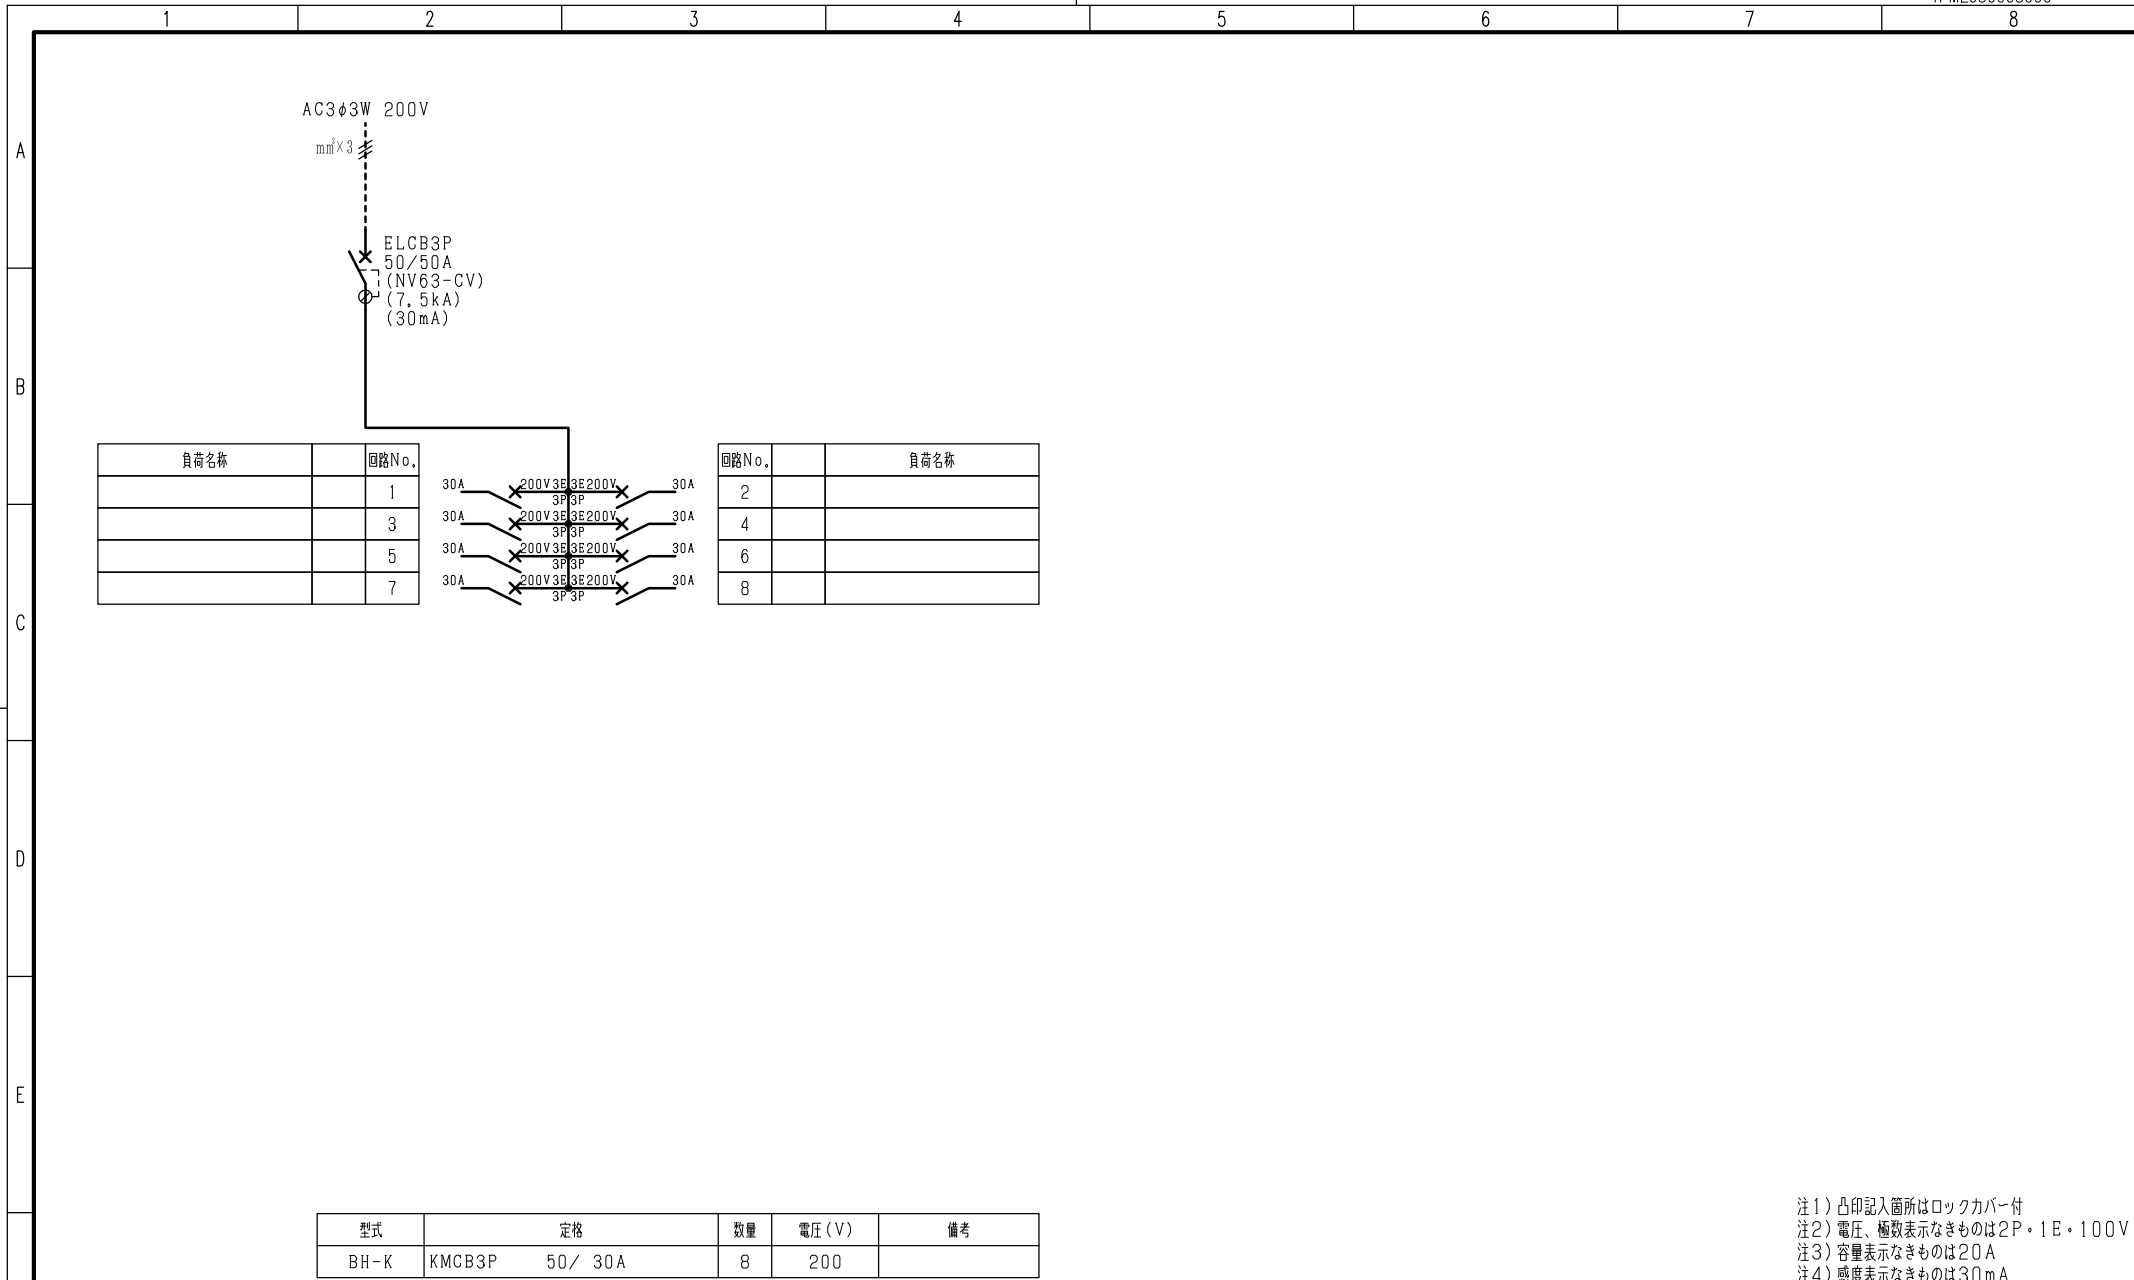 1 2 3 4 5 6 7 8
AC3φ3W 200V
A
mm²×3
ELCB3P
50/50A
(NV63-CV)
(7.5kA)
(30mA)
B
負荷名称 回路No. 回路No. 負荷名称
1 30A 200V 3E 3E 200V 30A 2
3P 3P
3 30A 200V 3E 3E 200V 30A 4
3P 3P
5 30A 200V 3E 3E 200V 30A 6
3P 3P
7 30A 200V 3E 3E 200V 30A 8
3P 3P
C
D
E
型式 定格 数量 電圧(V) 備考
BH-K KMCB3P 50/ 30A 8 200
注1)凸印記入箇所はロックカバー付
注2)電圧、極数表示なきものは2P・1E・100V
注3)容量表示なきものは20A
注4)感度表示なきものは30mA